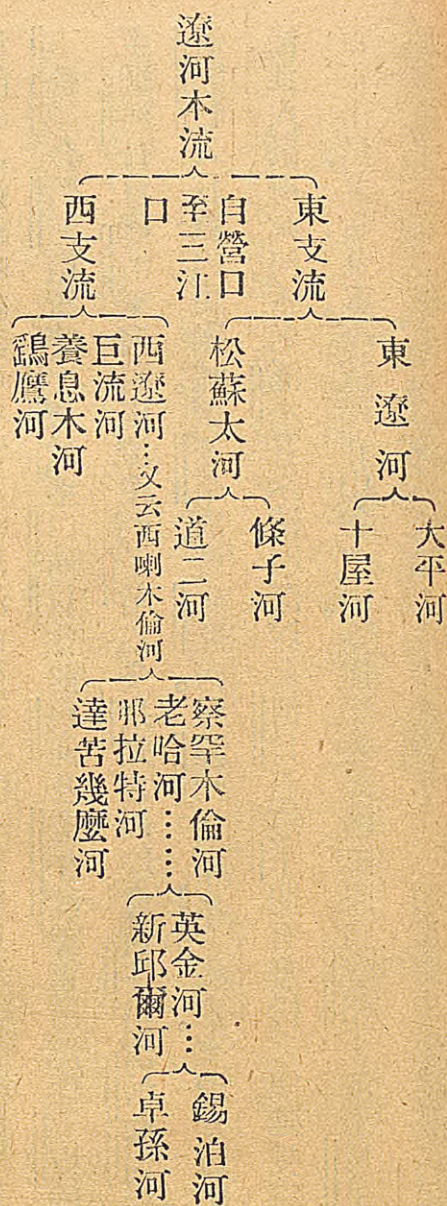 遼河本流
東支流
白營口
至三江
口
西支流
東遼河
松蘇太河
西遼河…又云西喇木倫河
巨流河
養息木河
鷂鷹河
大平河
十屋河
條子河
道二河
察罕木倫河
老哈河……
那拉特河
達苦幾麼河
英金河…
新邱爾河
錫泊河
卓孫河